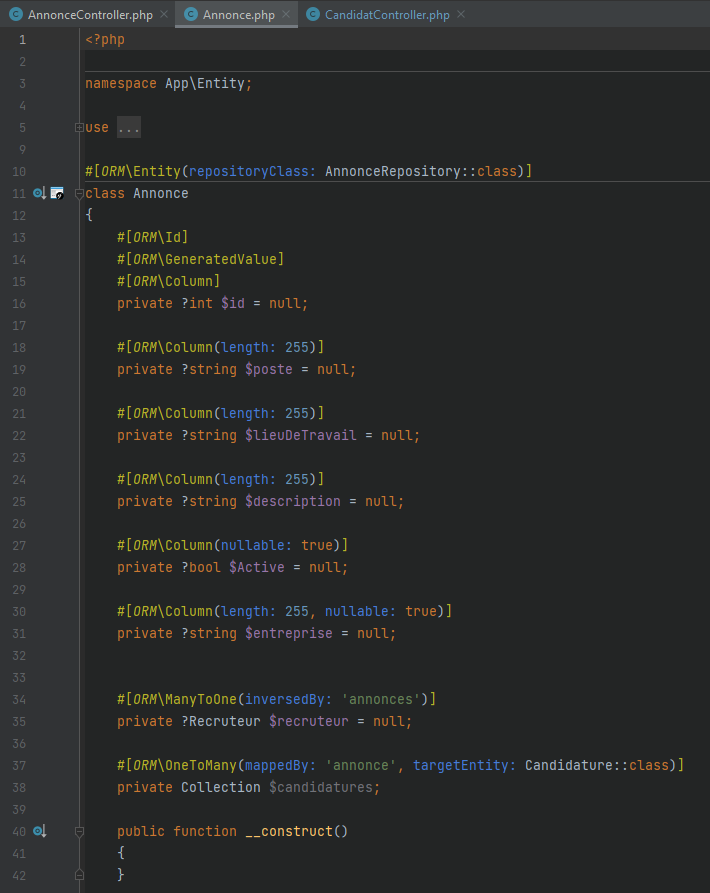 AnnonceController.php
Annonce.php
CandidatController.php
1 <?php
2
3 namespace App\Entity;
4
5 use ...
9
10 #[ORM\Entity(repositoryClass: AnnonceRepository::class)]
11 class Annonce
12 {
13 #[ORM\Id]
14 #[ORM\GeneratedValue]
15 #[ORM\Column]
16 private ?int $id = null;
17
18 #[ORM\Column(length: 255)]
19 private ?string $poste = null;
20
21 #[ORM\Column(length: 255)]
22 private ?string $lieuDeTravail = null;
23
24 #[ORM\Column(length: 255)]
25 private ?string $description = null;
26
27 #[ORM\Column(nullable: true)]
28 private ?bool $Active = null;
29
30 #[ORM\Column(length: 255, nullable: true)]
31 private ?string $entreprise = null;
32
33
34 #[ORM\ManyToOne(inversedBy: 'annonces')]
35 private ?Recruteur $recruteur = null;
36
37 #[ORM\OneToMany(mappedBy: 'annonce', targetEntity: Candidature::class)]
38 private Collection $candidatures;
39
40 public function __construct()
41 {
42 }